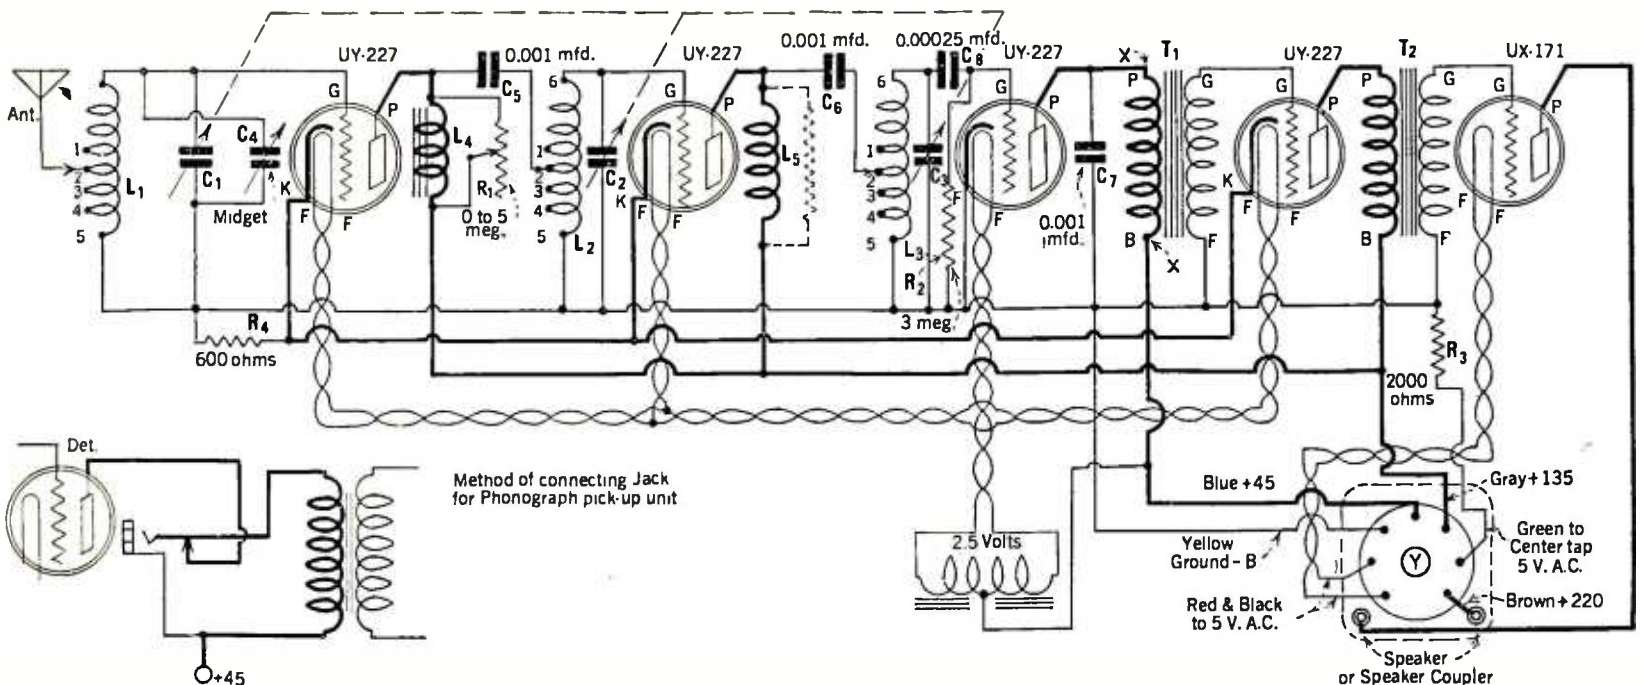 UY-227
0.001 mfd.
UY-227
0.001 mfd.
0.00025 mfd.
UY-227
X
T1
UY-227
T2
UX-171
Ant.
1
2
3
4
5
L1
C1
C4
Midget
G
P
K
F
F
L4
C5
R1
0 to 5
meg.
6
1
2
3
4
5
L2
C2
G
P
K
F
F
L5
C6
6
1
2
3
4
5
L3
C3
C8
R2
3 meg.
G
P
F
F
C7
0.001
mfd.
P
B
X
G
F
G
P
K
F
F
P
B
G
F
G
P
F
F
R4
600 ohms
R3
2000
ohms
Det.
Method of connecting Jack
for Phonograph pick-up unit
+45
2.5 Volts
Blue +45
Gray +135
Yellow
Ground - B
Y
Green to
Center tap
5 V. A.C.
Red & Black
to 5 V. A.C.
Brown +220
Speaker
or Speaker Coupler